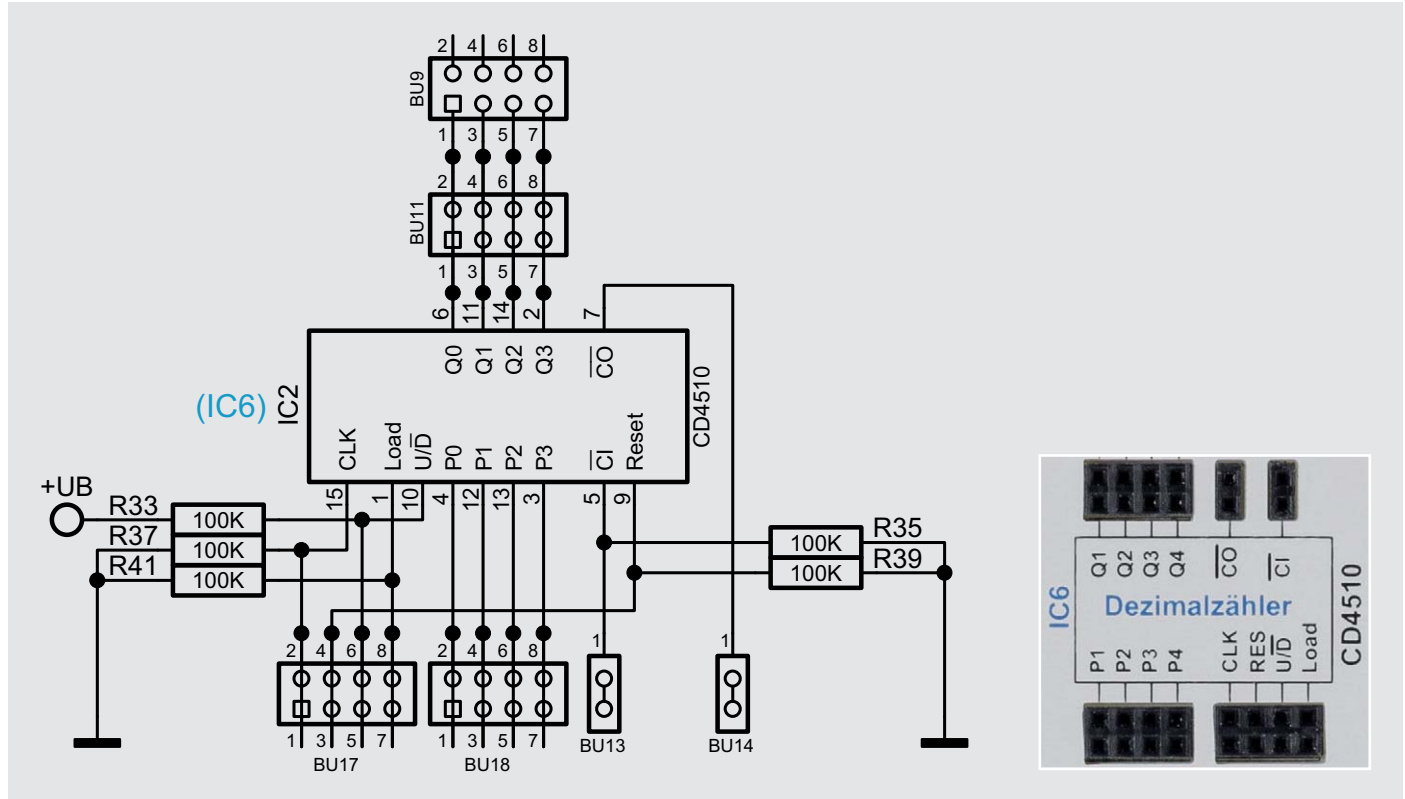 2 4 6 8
BU9
1 3 5 7
2 4 6 8
BU11
1 3 5 7
6 11 14 2 7
Q0 Q1 Q2 Q3 C̅O̅
(IC6) IC2
CD4510
CLK Load U/D̅ P0 P1 P2 P3 C̅I̅ Reset
15 1 10 4 12 13 3 5 9
+UB
R33 100K
R37 100K
R41 100K
100K R35
100K R39
2 4 6 8
1 3 5 7
BU17
2 4 6 8
1 3 5 7
BU18
1
BU13
1
BU14
Q1 Q2 Q3 Q4 C̅O̅ C̅I̅
IC6
Dezimalzähler
CD4510
P1 P2 P3 P4 CLK RES U/D̅ Load